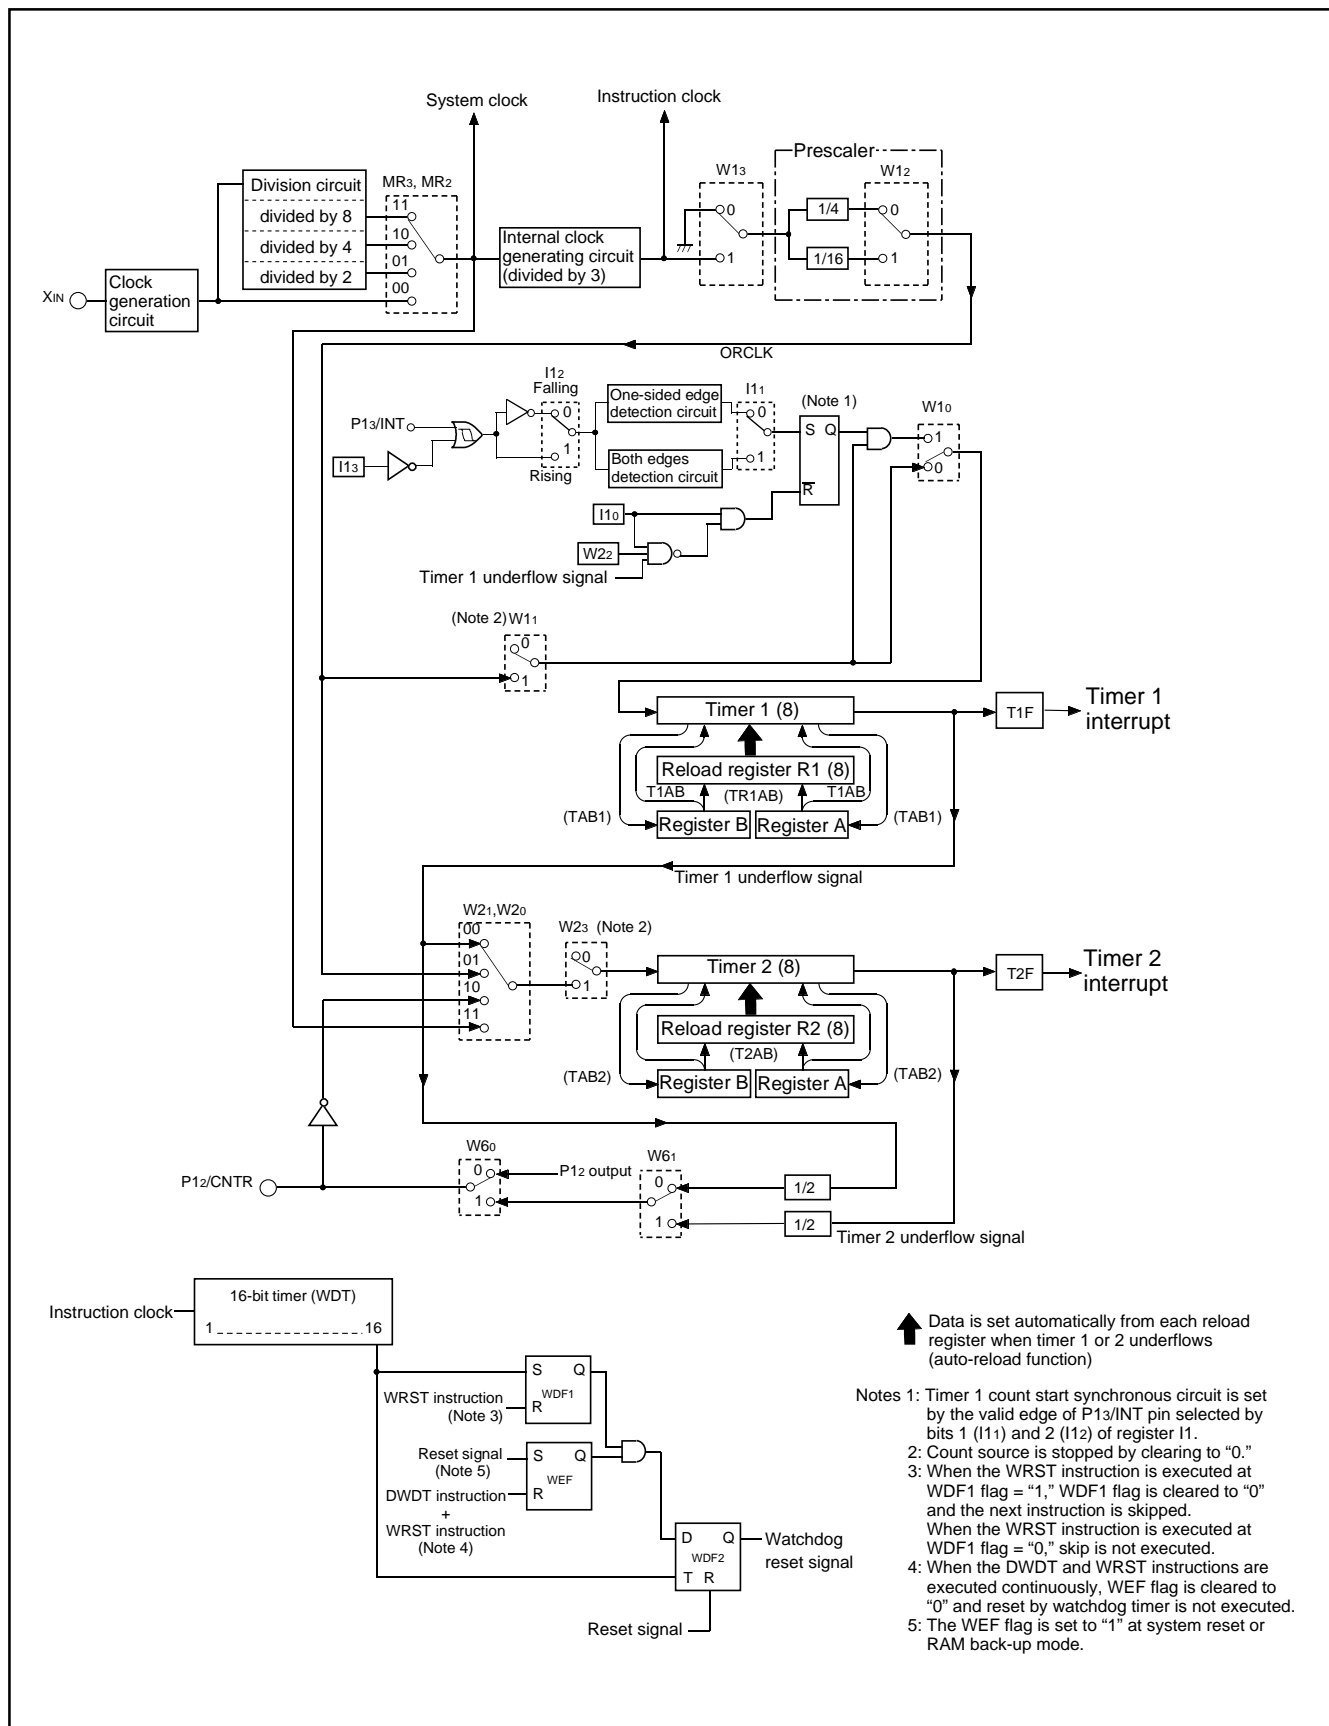 System clock
Instruction clock
Prescaler
W13
W12
MR3, MR2
Division circuit
divided by 8
divided by 4
divided by 2
11
10
01
00
Internal clock
generating circuit
(divided by 3)
0
1
1/4
1/16
0
1
XIN
Clock
generation
circuit
ORCLK
I12
Falling
0
1
Rising
One-sided edge
detection circuit
Both edges
detection circuit
I11
0
1
(Note 1)
S Q
R
W10
1
0
P13/INT
I13
I10
W22
Timer 1 underflow signal
(Note 2) W11
0
1
Timer 1 (8)
T1F
Timer 1
interrupt
Reload register R1 (8)
T1AB
(TR1AB)
T1AB
(TAB1)
Register B
Register A
(TAB1)
Timer 1 underflow signal
W21,W20
00
01
10
11
W23 (Note 2)
0
1
Timer 2 (8)
T2F
Timer 2
interrupt
Reload register R2 (8)
(T2AB)
(TAB2)
Register B
Register A
(TAB2)
W60
0
1
P12 output
W61
0
1
1/2
1/2
P12/CNTR
Timer 2 underflow signal
16-bit timer (WDT)
Instruction clock
1 16
S Q
WDF1
R
WRST instruction
(Note 3)
Reset signal
(Note 5)
S Q
WEF
R
DWDT instruction
+
WRST instruction
(Note 4)
D Q
WDF2
T R
Watchdog
reset signal
Reset signal
Data is set automatically from each reload
register when timer 1 or 2 underflows
(auto-reload function)
Notes 1: Timer 1 count start synchronous circuit is set
by the valid edge of P13/INT pin selected by
bits 1 (I11) and 2 (I12) of register I1.
2: Count source is stopped by clearing to “0.”
3: When the WRST instruction is executed at
WDF1 flag = “1,” WDF1 flag is cleared to “0”
and the next instruction is skipped.
When the WRST instruction is executed at
WDF1 flag = “0,” skip is not executed.
4: When the DWDT and WRST instructions are
executed continuously, WEF flag is cleared to
“0” and reset by watchdog timer is not executed.
5: The WEF flag is set to “1” at system reset or
RAM back-up mode.